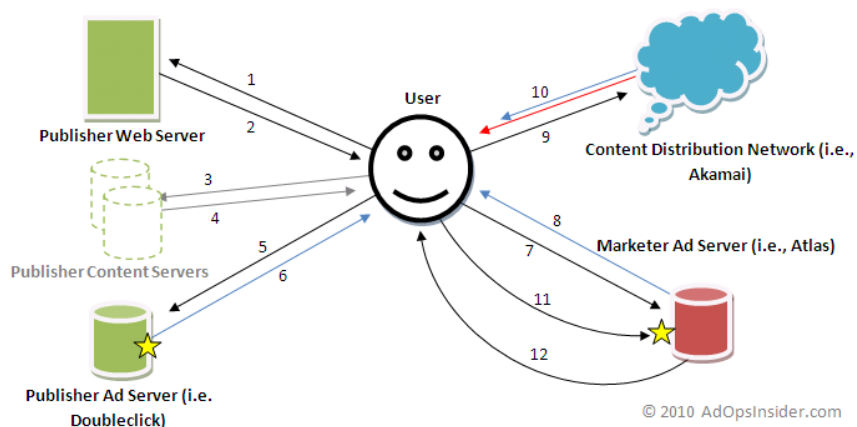 1
2
Publisher Web Server
3
4
Publisher Content Servers
5
6
Publisher Ad Server (i.e.
Doubleclick)
User
10
9
Content Distribution Network (i.e.,
Akamai)
8
7
Marketer Ad Server (i.e., Atlas)
11
12
© 2010 AdOpsInsider.com